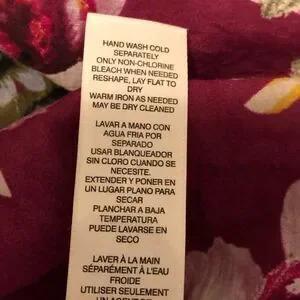 HAND WASH COLD
SEPARATELY
ONLY NON-CHLORINE
BLEACH WHEN NEEDED
RESHAPE, LAY FLAT TO
DRY
WARM IRON AS NEEDED
MAY BE DRY CLEANED
LAVAR A MANO CON
AGUA FRIA POR
SEPARADO
USAR BLANQUEADOR
SIN CLORO CUANDO SE
NECESITE.
EXTENDER Y PONER EN
UN LUGAR PLANO PARA
SECAR
PLANCHAR A BAJA
TEMPERATURA
PUEDE LAVARSE EN
SECO
LAVER À LA MAIN
SÉPARÉMENT À L'EAU
FROIDE
UTILISER SEULEMENT
UN AGENT DE